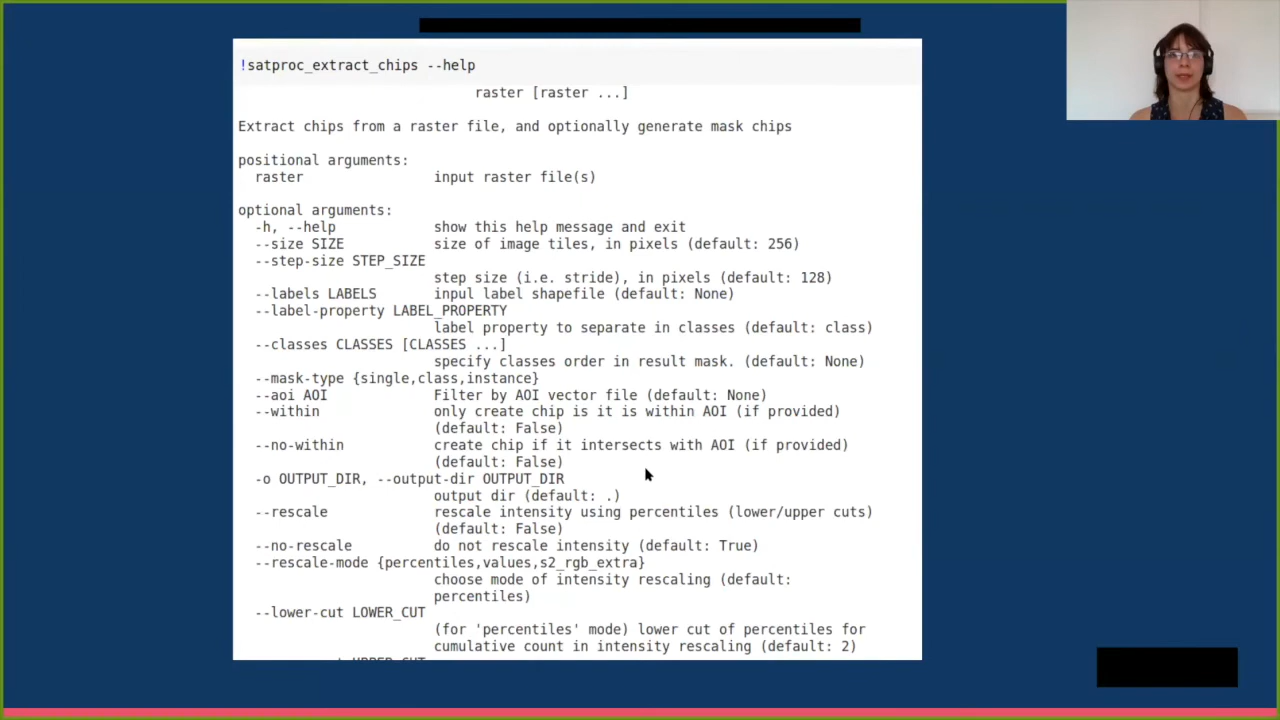 !satproc_extract_chips --help
raster [raster ...]
Extract chips from a raster file, and optionally generate mask chips
positional arguments:
raster input raster file(s)
optional arguments:
-h, --help show this help message and exit
--size SIZE size of image tiles, in pixels (default: 256)
--step-size STEP_SIZE
step size (i.e. stride), in pixels (default: 128)
--labels LABELS input label shapefile (default: None)
--label-property LABEL_PROPERTY
label property to separate in classes (default: class)
--classes CLASSES [CLASSES ...]
specify classes order in result mask. (default: None)
--mask-type {single,class,instance}
--aoi AOI Filter by AOI vector file (default: None)
--within only create chip is it is within AOI (if provided)
(default: False)
--no-within create chip if it intersects with AOI (if provided)
(default: False)
-o OUTPUT_DIR, --output-dir OUTPUT_DIR
output dir (default: .)
--rescale rescale intensity using percentiles (lower/upper cuts)
(default: False)
--no-rescale do not rescale intensity (default: True)
--rescale-mode {percentiles,values,s2_rgb_extra}
choose mode of intensity rescaling (default:
percentiles)
--lower-cut LOWER_CUT
(for 'percentiles' mode) lower cut of percentiles for
cumulative count in intensity rescaling (default: 2)